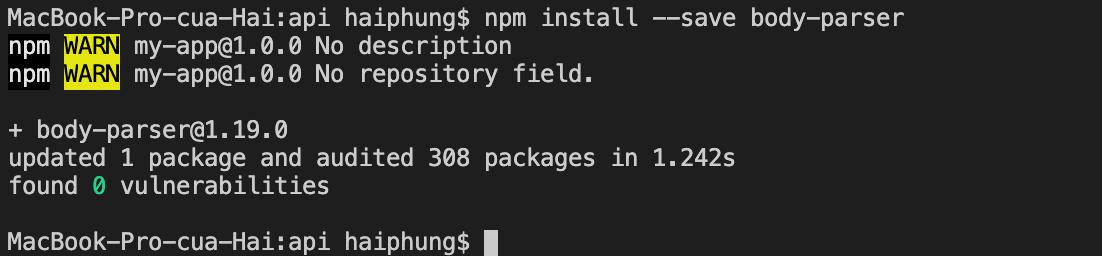 MacBook-Pro-cua-Hai:api haiphung$ npm install --save body-parser
npm WARN my-app@1.0.0 No description
npm WARN my-app@1.0.0 No repository field.
+ body-parser@1.19.0
updated 1 package and audited 308 packages in 1.242s
found 0 vulnerabilities
MacBook-Pro-cua-Hai:api haiphung$